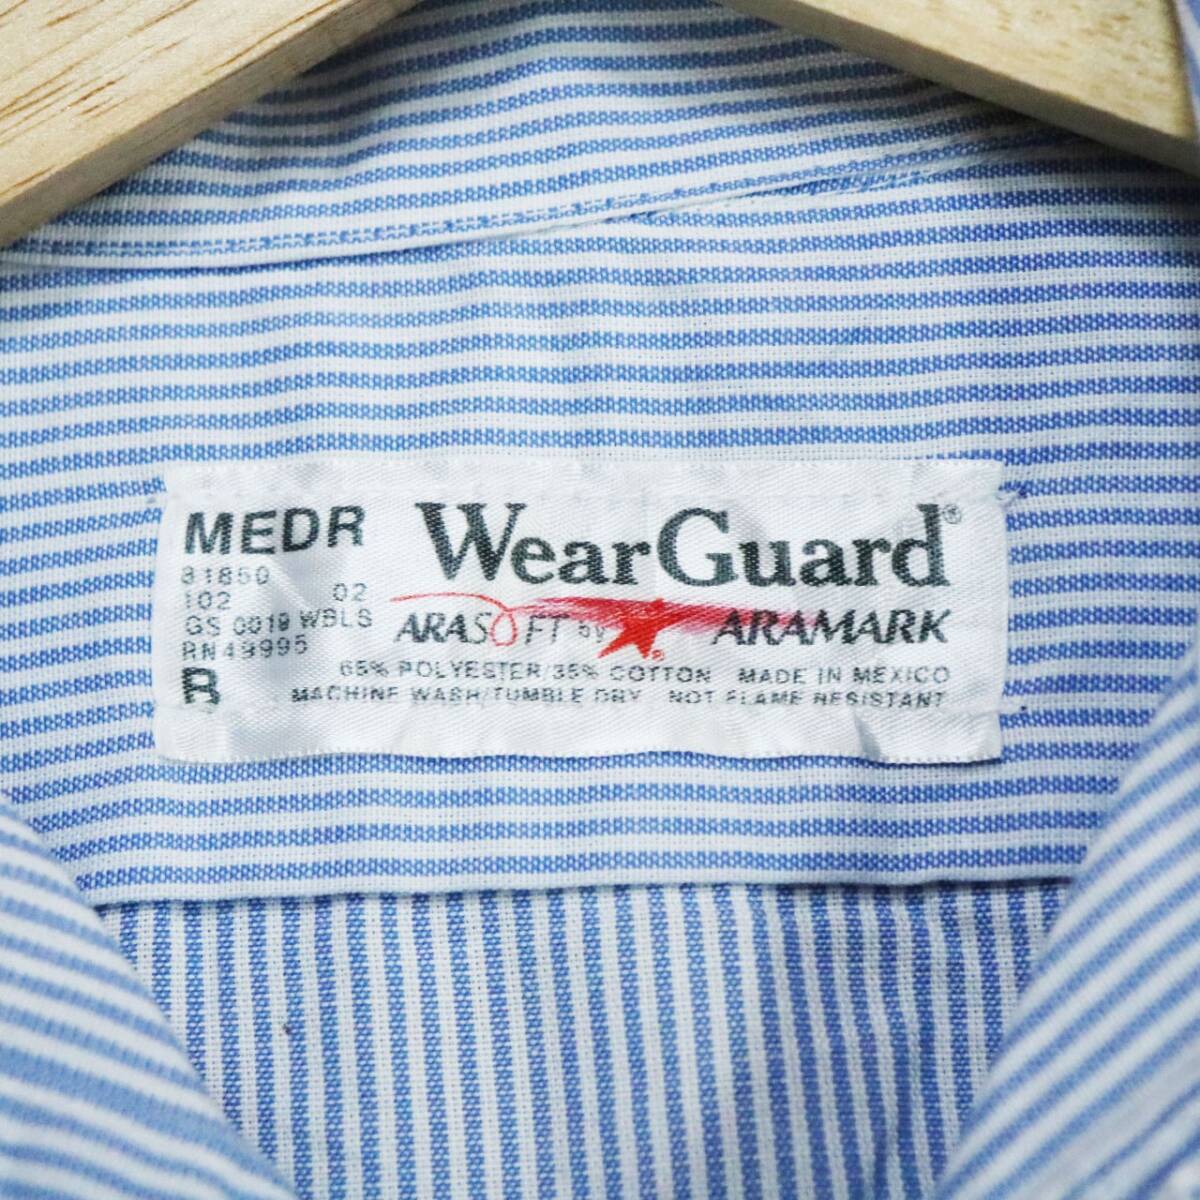 MEDR
31850
102 02
GS 0019 WBLS
RN49995
R
WearGuard®
ARASOFT by ARAMARK
65% POLYESTER/35% COTTON MADE IN MEXICO
MACHINE WASH/TUMBLE DRY NOT FLAME RESISTANT